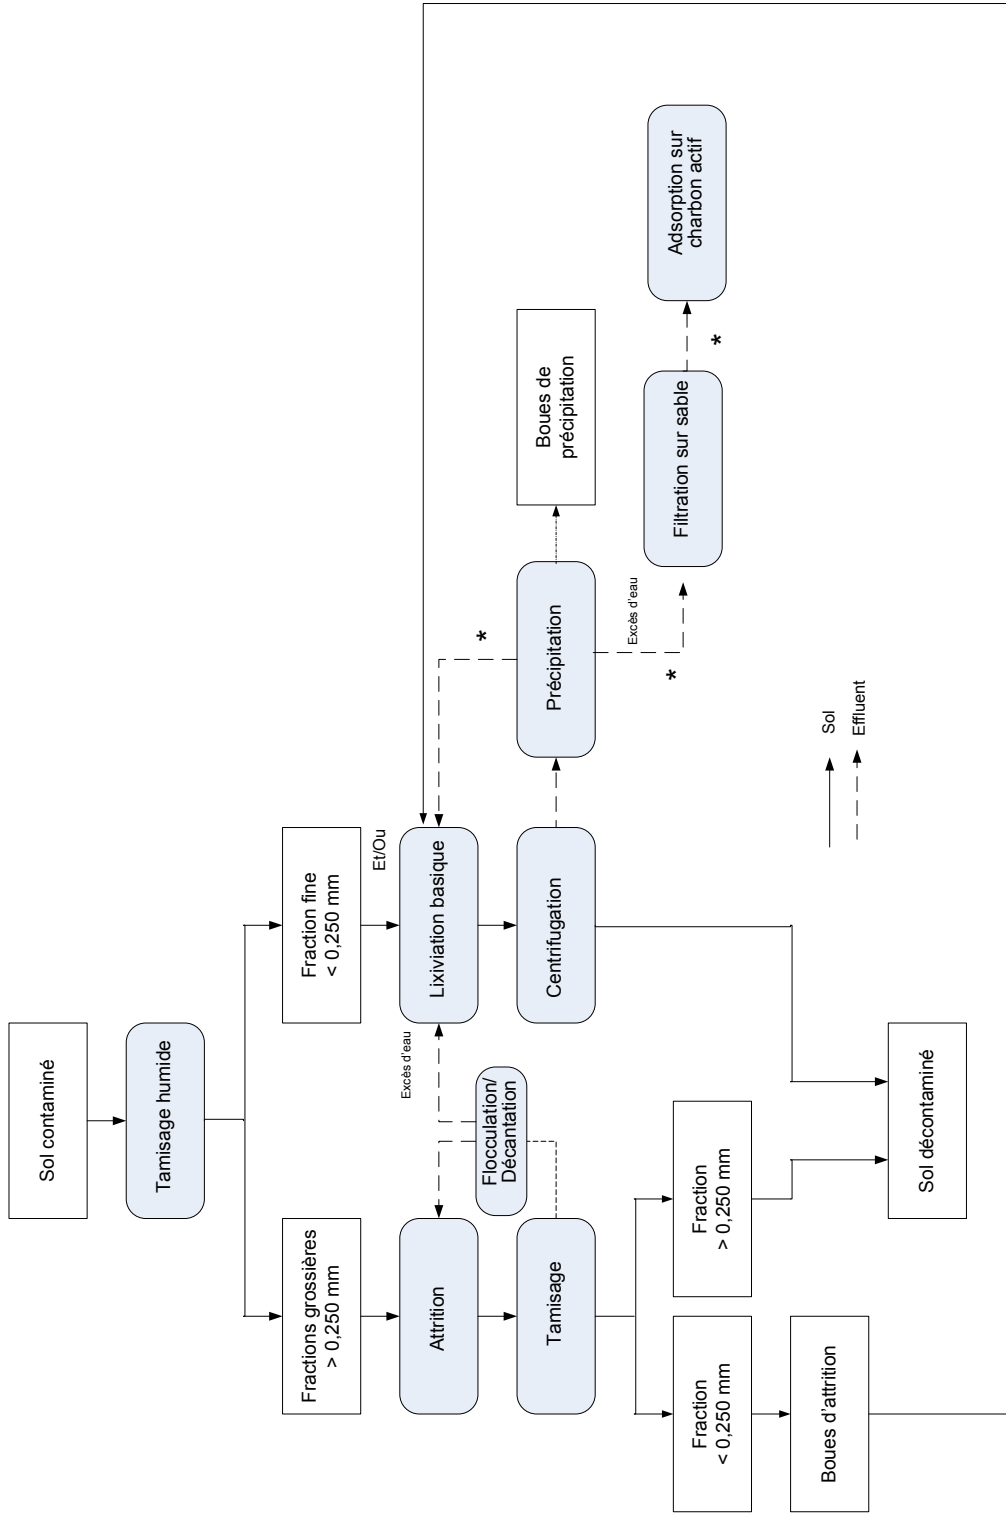 Sol contaminé
Tamisage humide
Fractions grossières
> 0,250 mm
Fraction fine
< 0,250 mm
Et/Ou
Attrition
Excès d'eau
Lixiviation basique
*
Flocculation/
Décantation
Tamisage
Centrifugation
Précipitation
Boues de
précipitation
Excès d'eau
*
Filtration sur sable
*
Adsorption sur
charbon actif
Fraction
< 0,250 mm
Fraction
> 0,250 mm
Boues d'attrition
Sol décontaminé
Sol
Effluent